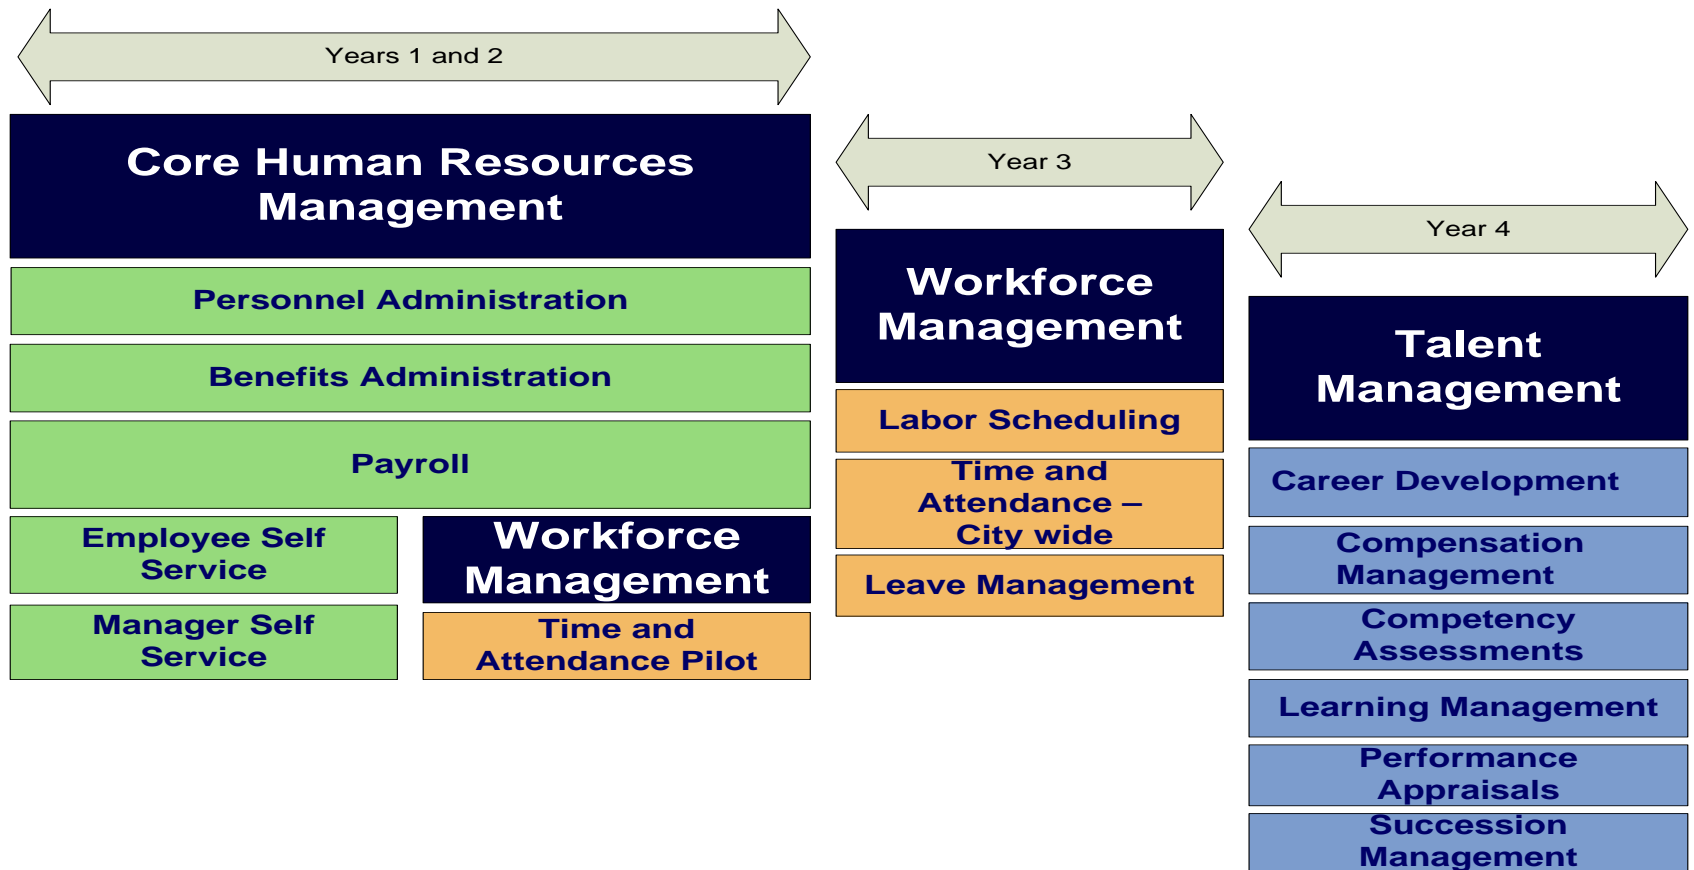 Years 1 and 2
Core Human Resources
Management
Personnel Administration
Benefits Administration
Payroll
Employee Self
Service
Manager Self
Service
Workforce
Management
Time and
Attendance Pilot
Year 3
Workforce
Management
Labor Scheduling
Time and
Attendance –
City wide
Leave Management
Year 4
Talent
Management
Career Development
Compensation
Management
Competency
Assessments
Learning Management
Performance
Appraisals
Succession
Management